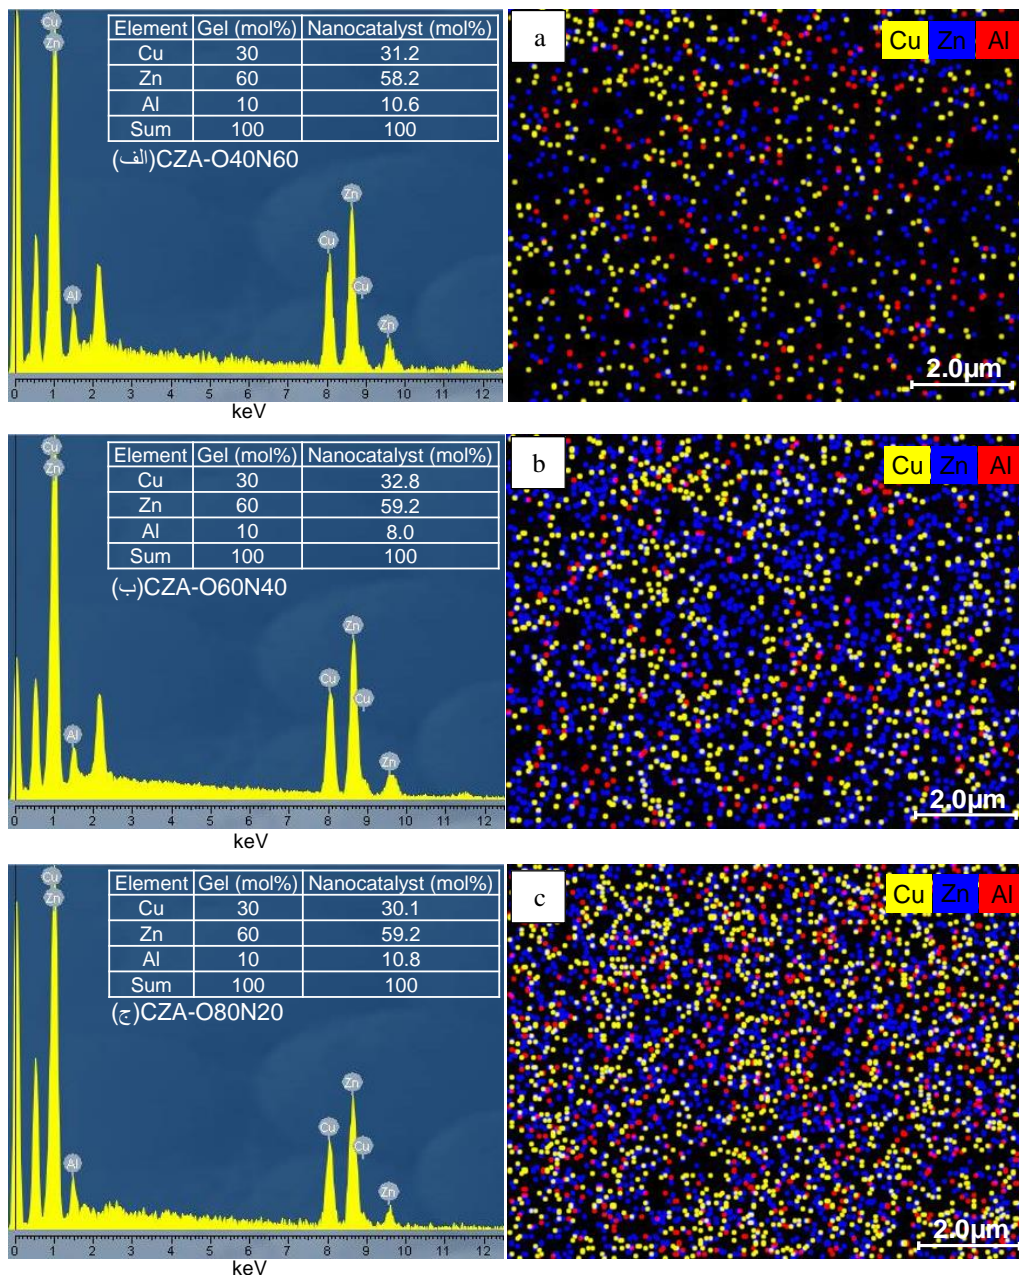 Cu
Zn
Element Gel (mol%) Nanocatalyst (mol%)
Cu 30 31.2
Zn 60 58.2
Al 10 10.6
Sum 100 100
(الف)CZA-O40N60
Zn
Cu
Cu
Al
Zn
0 1 2 3 4 5 6 7 8 9 10 11 12
keV
a
Cu Zn Al
2.0µm
Cu
Zn
Element Gel (mol%) Nanocatalyst (mol%)
Cu 30 32.8
Zn 60 59.2
Al 10 8.0
Sum 100 100
(ب)CZA-O60N40
Zn
Cu
Cu
Al
Zn
0 1 2 3 4 5 6 7 8 9 10 11 12
keV
b
Cu Zn Al
2.0µm
Cu
Zn
Element Gel (mol%) Nanocatalyst (mol%)
Cu 30 30.1
Zn 60 59.2
Al 10 10.8
Sum 100 100
(ج)CZA-O80N20
Zn
Cu
Cu
Al
Zn
0 1 2 3 4 5 6 7 8 9 10 11 12
keV
c
Cu Zn Al
2.0µm